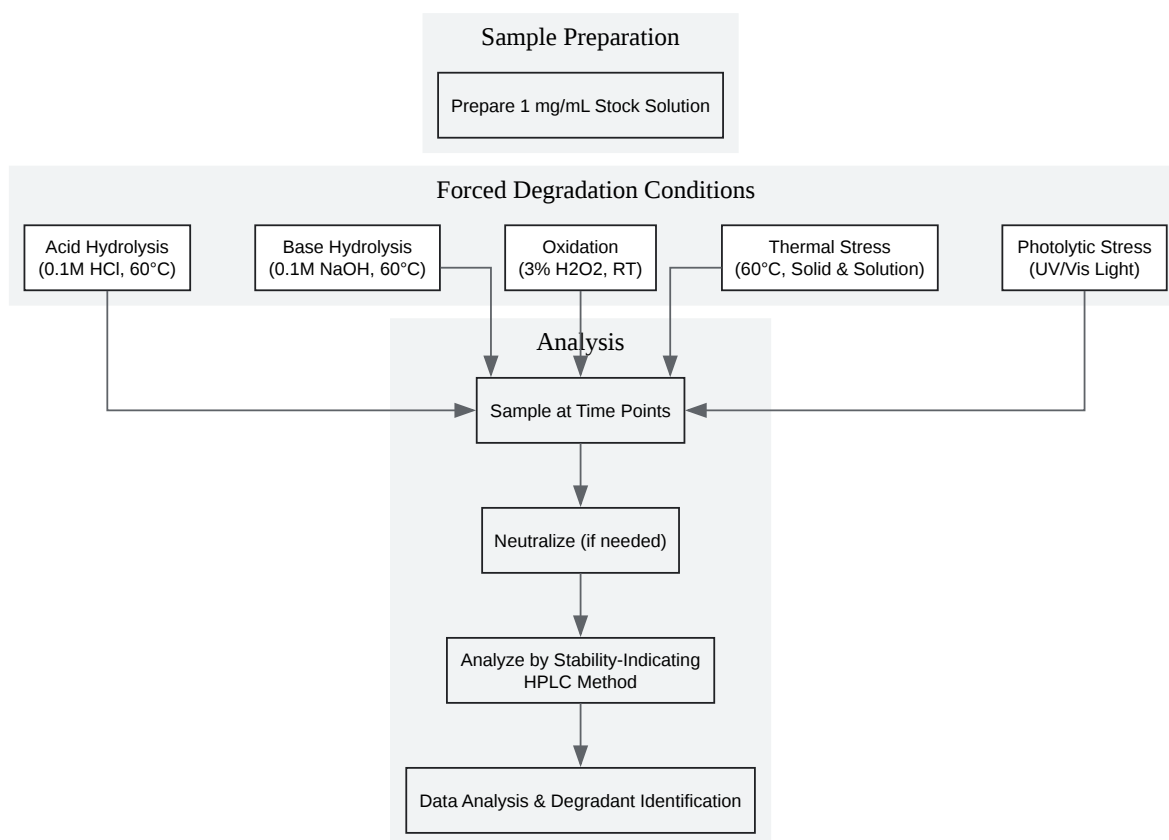 Sample Preparation
Prepare 1 mg/mL Stock Solution
Forced Degradation Conditions
Acid Hydrolysis
(0.1M HCl, 60°C)
Base Hydrolysis
(0.1M NaOH, 60°C)
Oxidation
(3% H2O2, RT)
Thermal Stress
(60°C, Solid & Solution)
Photolytic Stress
(UV/Vis Light)
Analysis
Sample at Time Points
Neutralize (if needed)
Analyze by Stability-Indicating
HPLC Method
Data Analysis & Degradant Identification